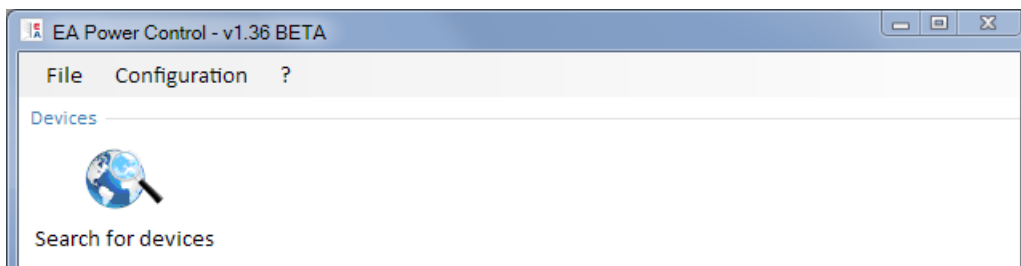 EA Power Control - v1.36 BETA
File Configuration ?
Devices
Search for devices